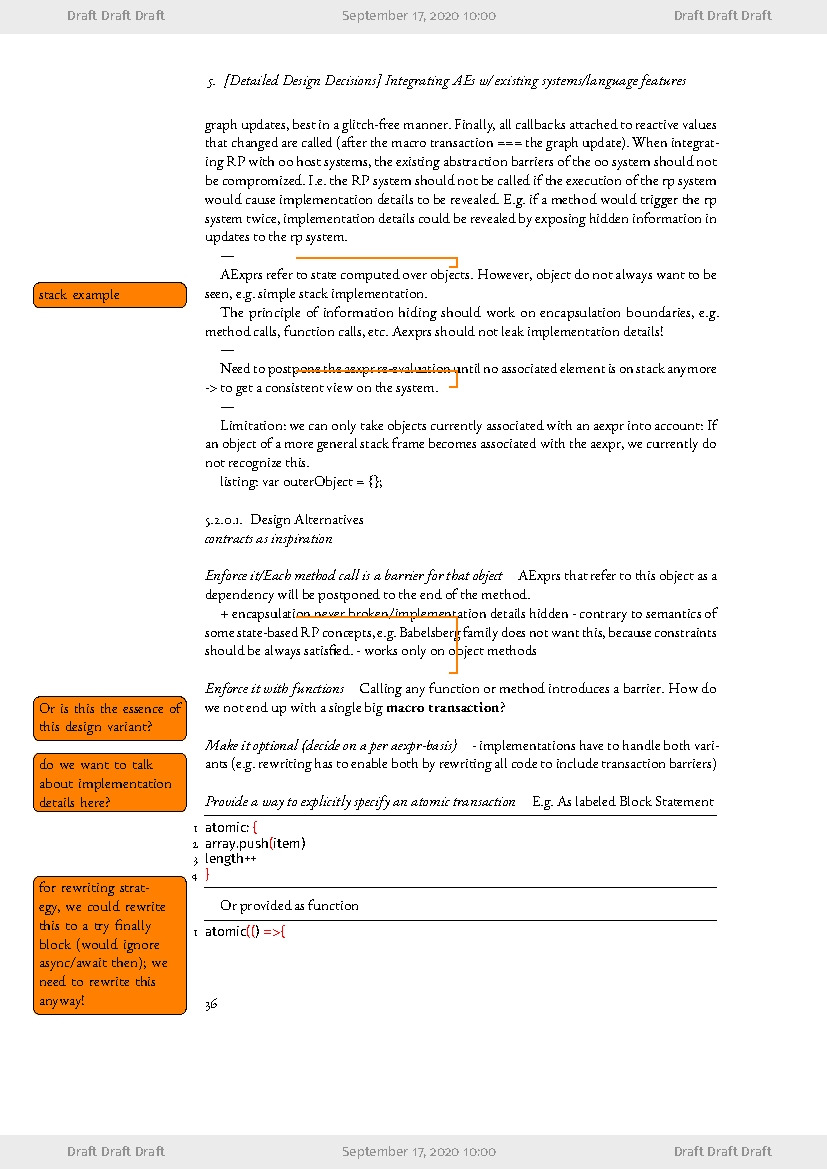 Draft Draft Draft September 17, 2020 10:00 Draft Draft Draft
5. [Detailed Design Decisions] Integrating AEs w/ existing systems/language features
graph updates, best in a glitch-free manner. Finally, all callbacks attached to reactive values
that changed are called (after the macro transaction === the graph update). When integrat-
ing RP with oo host systems, the existing abstraction barriers of the oo system should not
be compromized. I.e. the RP system should not be called if the execution of the rp system
would cause implementation details to be revealed. E.g. if a method would trigger the rp
system twice, implementation details could be revealed by exposing hidden information in
updates to the rp system.
—
AExprs refer to state computed over objects. However, object do not always want to be
seen, e.g. simple stack implementation.
stack example
The principle of information hiding should work on encapsulation boundaries, e.g.
method calls, function calls, etc. Aexprs should not leak implementation details!
—
Need to postpone the aexpr re-evaluation until no associated element is on stack anymore
-> to get a consistent view on the system.
—
Limitation: we can only take objects currently associated with an aexpr into account: If
an object of a more general stack frame becomes associated with the aexpr, we currently do
not recognize this.
listing: var outerObject = {};
5.2.0.1. Design Alternatives
contracts as inspiration
Enforce it/Each method call is a barrier for that object AExprs that refer to this object as a
dependency will be postponed to the end of the method.
+ encapsulation never broken/implementation details hidden - contrary to semantics of
some state-based RP concepts, e.g. Babelsberg family does not want this, because constraints
should be always satisfied. - works only on object methods
Enforce it with functions Calling any function or method introduces a barrier. How do
we not end up with a single big macro transaction?
Or is this the essence of
this design variant?
Make it optional (decide on a per aexpr-basis) - implementations have to handle both vari-
ants (e.g. rewriting has to enable both by rewriting all code to include transaction barriers)
do we want to talk
about implementation
details here?
Provide a way to explicitly specify an atomic transaction E.g. As labeled Block Statement
1 atomic: {
2 array.push(item)
3 length++
4 }
for rewriting strat-
egy, we could rewrite
this to a try finally
block (would ignore
async/await then); we
need to rewrite this
anyway!
Or provided as function
1 atomic(() =>{
36
Draft Draft Draft September 17, 2020 10:00 Draft Draft Draft